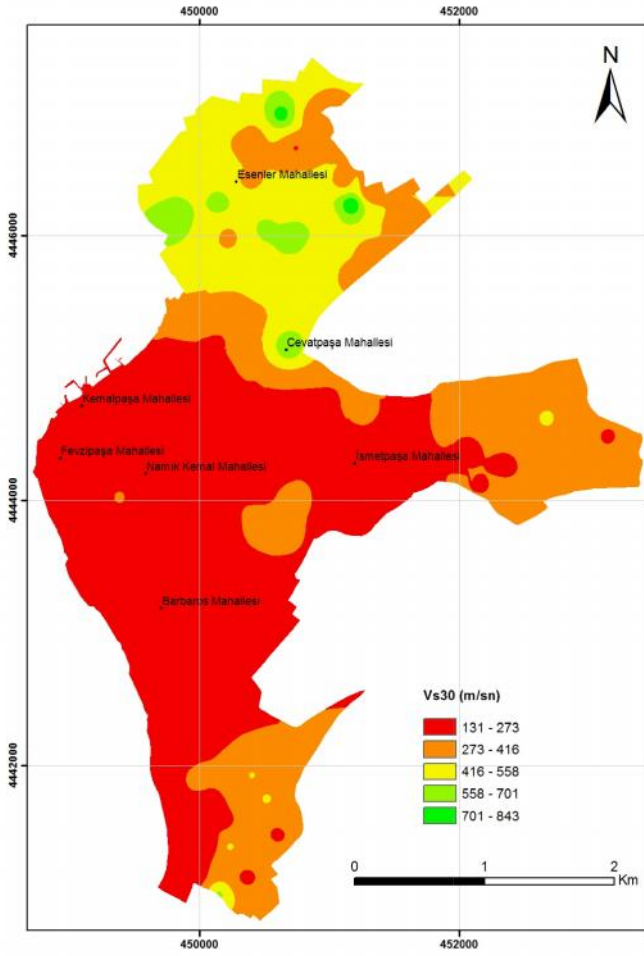 450000
452000
N
Esenler Mahallesi
4446000
Cevatpaşa Mahallesi
Kemalpaşa Mahallesi
Fevzipaşa Mahallesi
Namık Kemal Mahallesi
İsmetpaşa Mahallesi
4444000
Barbaros Mahallesi
Vs30 (m/sn)
131 - 273
273 - 416
416 - 558
558 - 701
701 - 843
4442000
0 1 2
Km
450000
452000